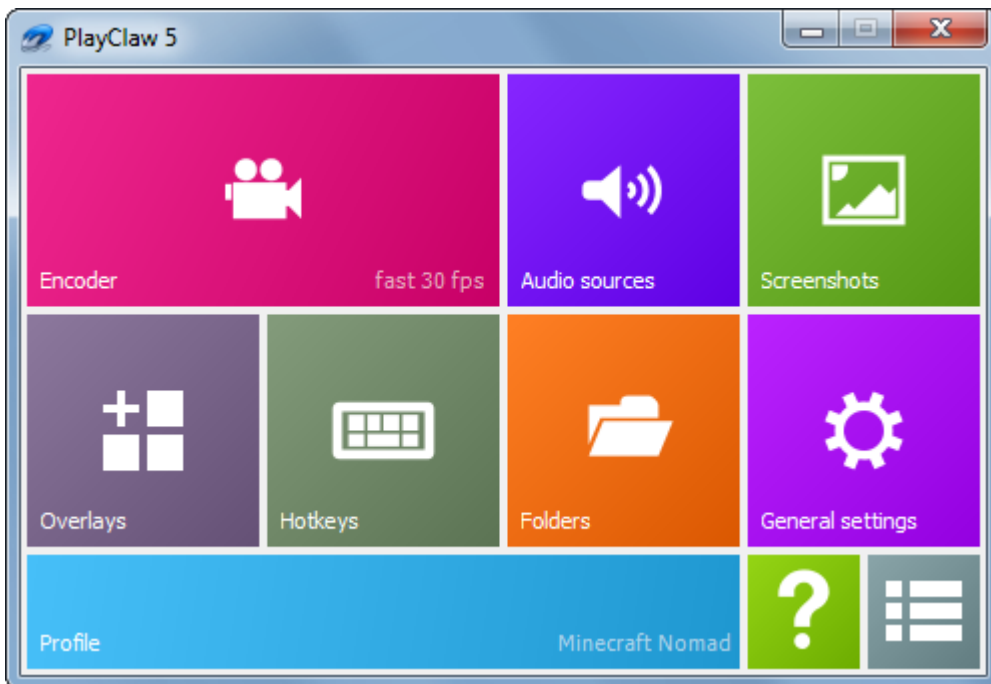 PlayClaw 5
Encoder
fast 30 fps
Audio sources
Screenshots
Overlays
Hotkeys
Folders
General settings
Profile
Minecraft Nomad
?